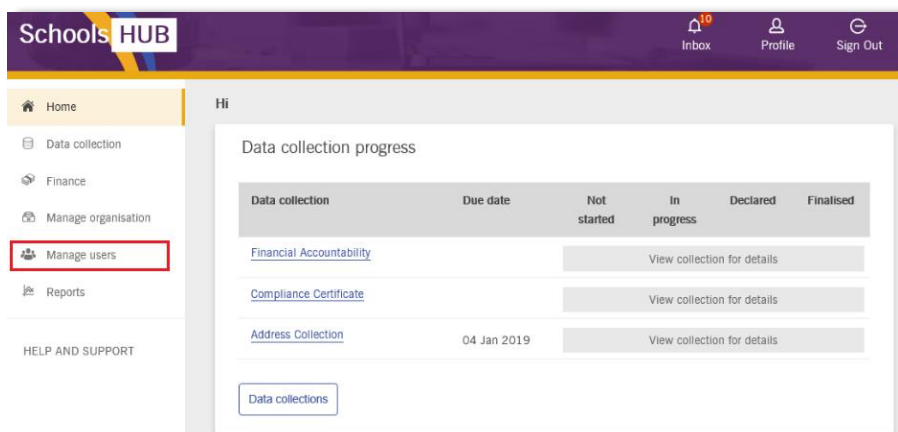 Schools HUB
10
Inbox
Profile
Sign Out
Home
Data collection
Finance
Manage organisation
Manage users
Reports
HELP AND SUPPORT
Hi
Data collection progress
Data collection Due date Not started In progress Declared Finalised
Financial Accountability View collection for details
Compliance Certificate View collection for details
Address Collection 04 Jan 2019 View collection for details
Data collections